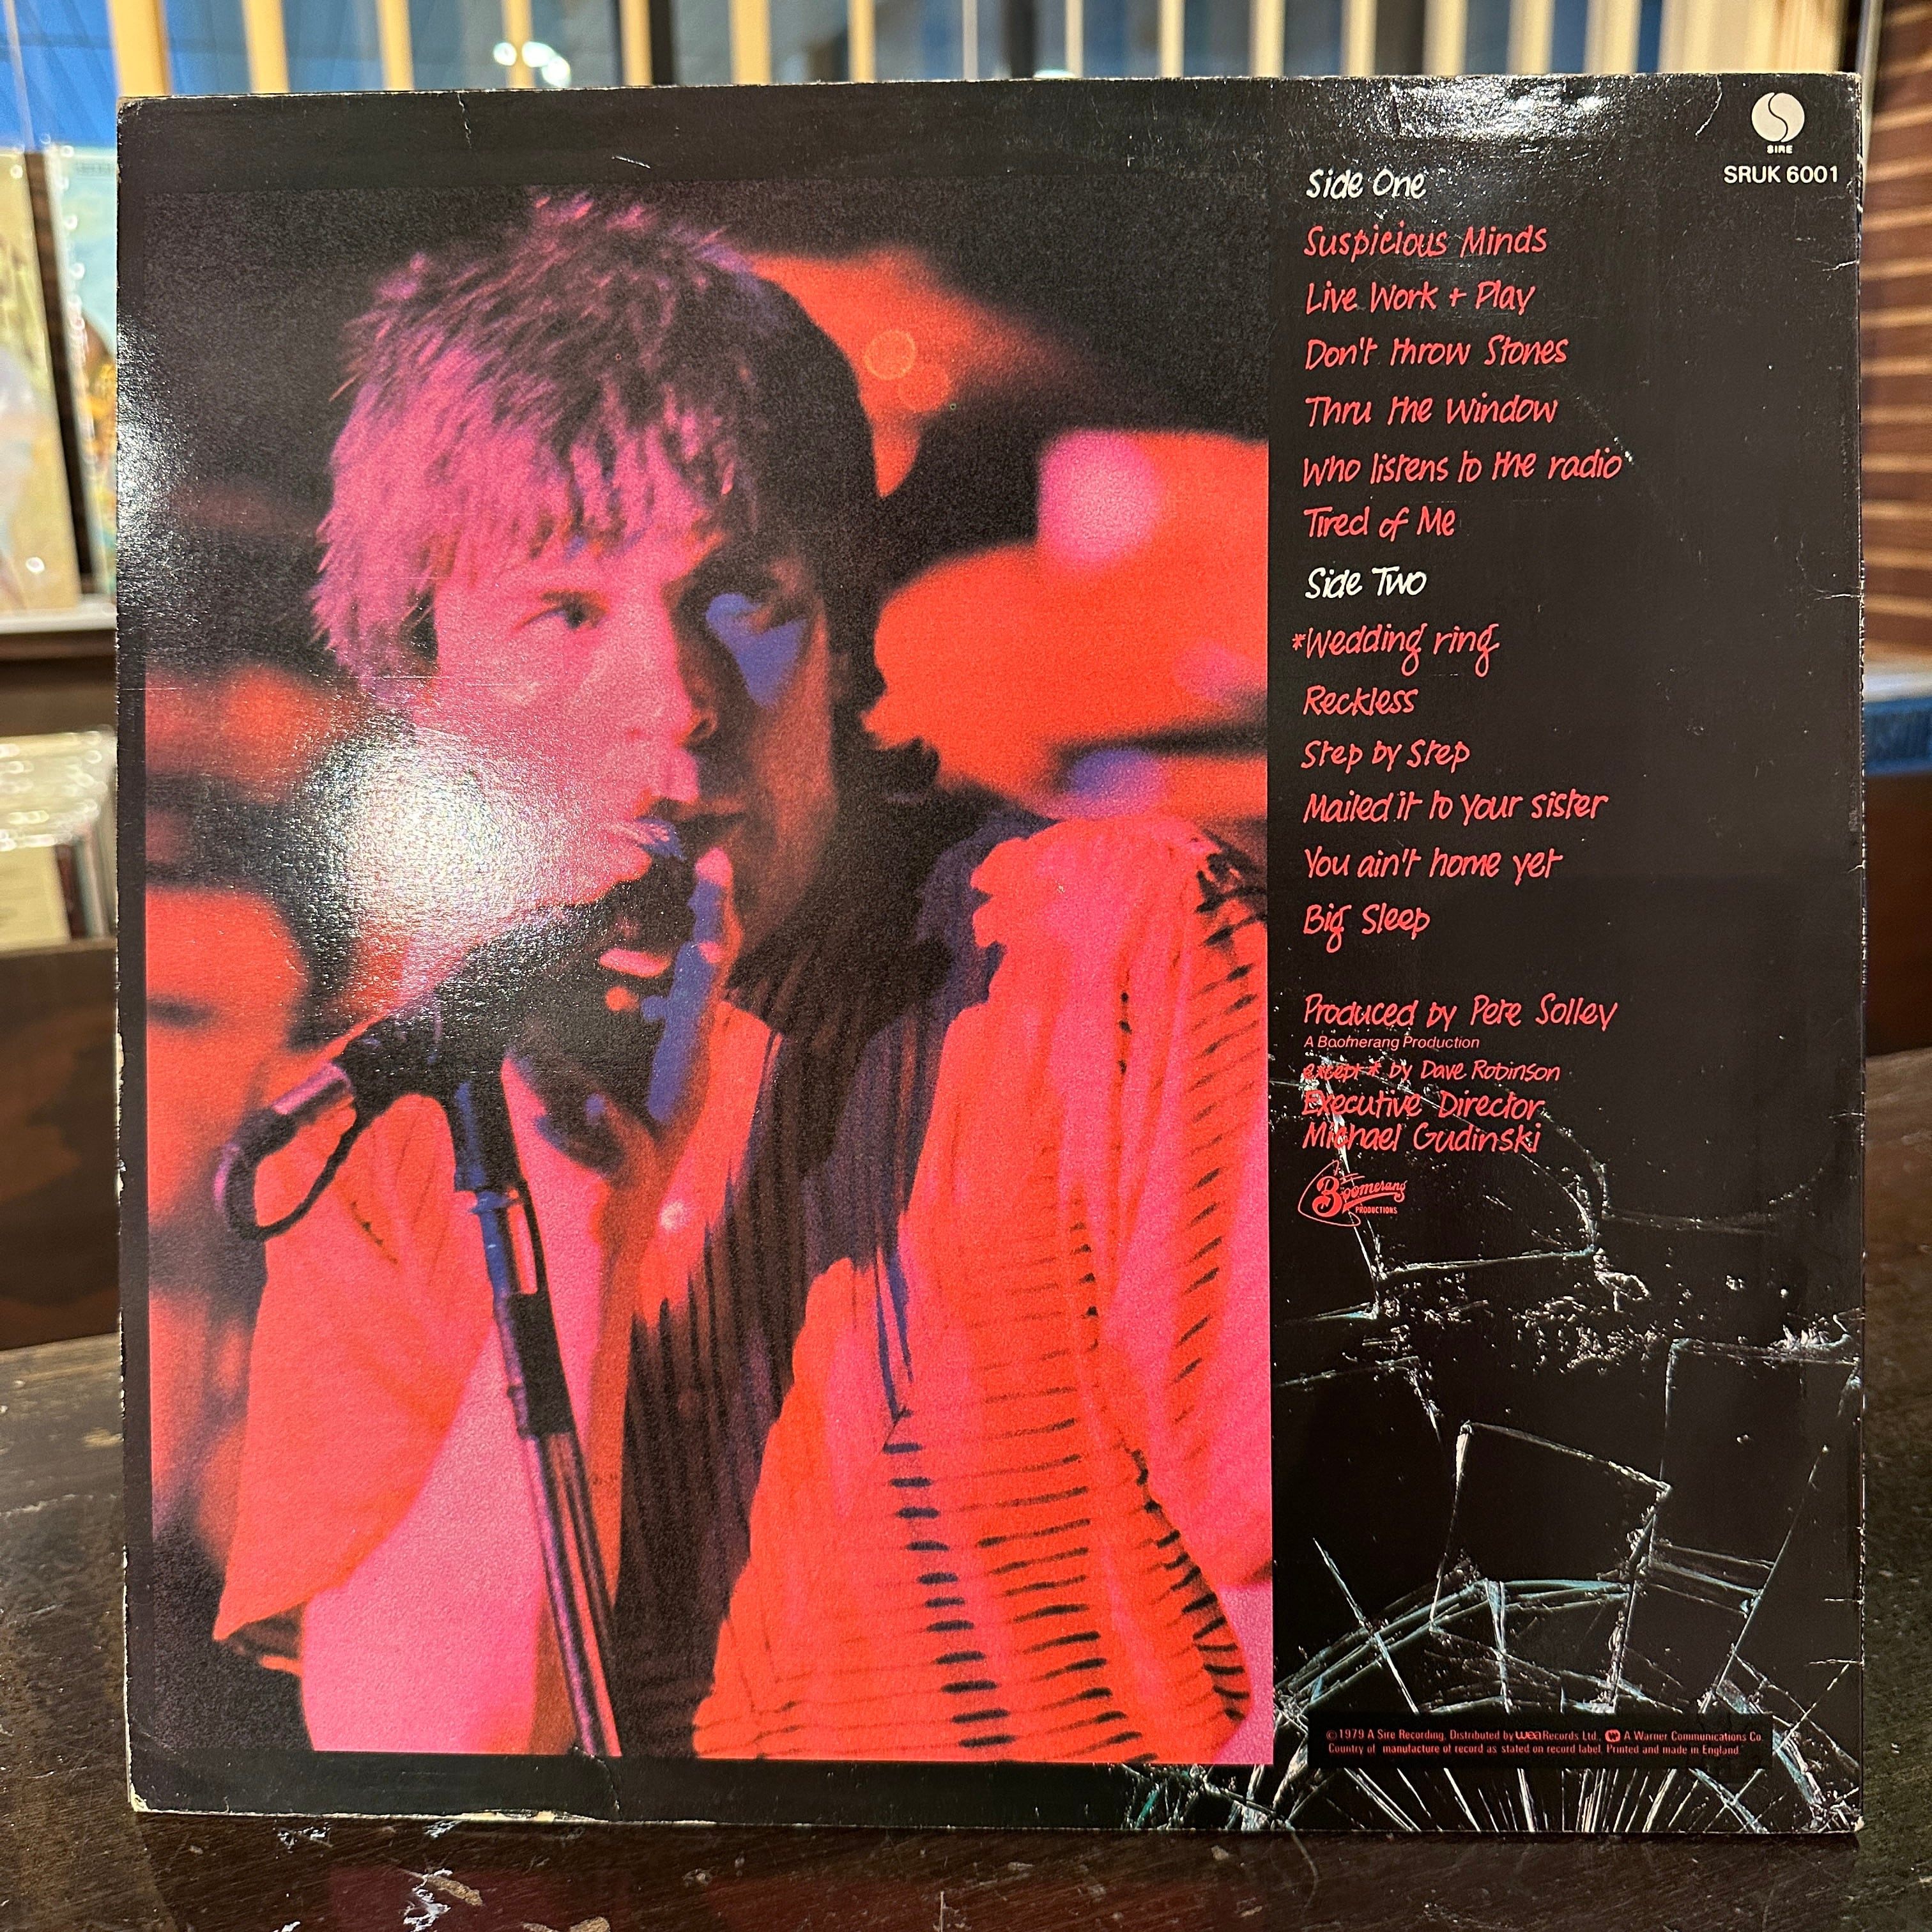 SIRE
SRUK 6001
Side One
Suspicious Minds
Live Work + Play
Don't throw Stones
Thru the window
Who listens to the radio
Tired of Me
Side Two
*Wedding ring
Reckless
Step by Step
Mailed it to your sister
You ain't home yet
Big Sleep
Produced by Pete Solley
A Boomerang Production
except * by Dave Robinson
Executive Director
Michael Gudinski
Boomerang
PRODUCTIONS
©1979 A Sire Recording. Distributed by wea Records Ltd., A Warner Communications Co.
Country of manufacture of record as stated on record label. Printed and made in England